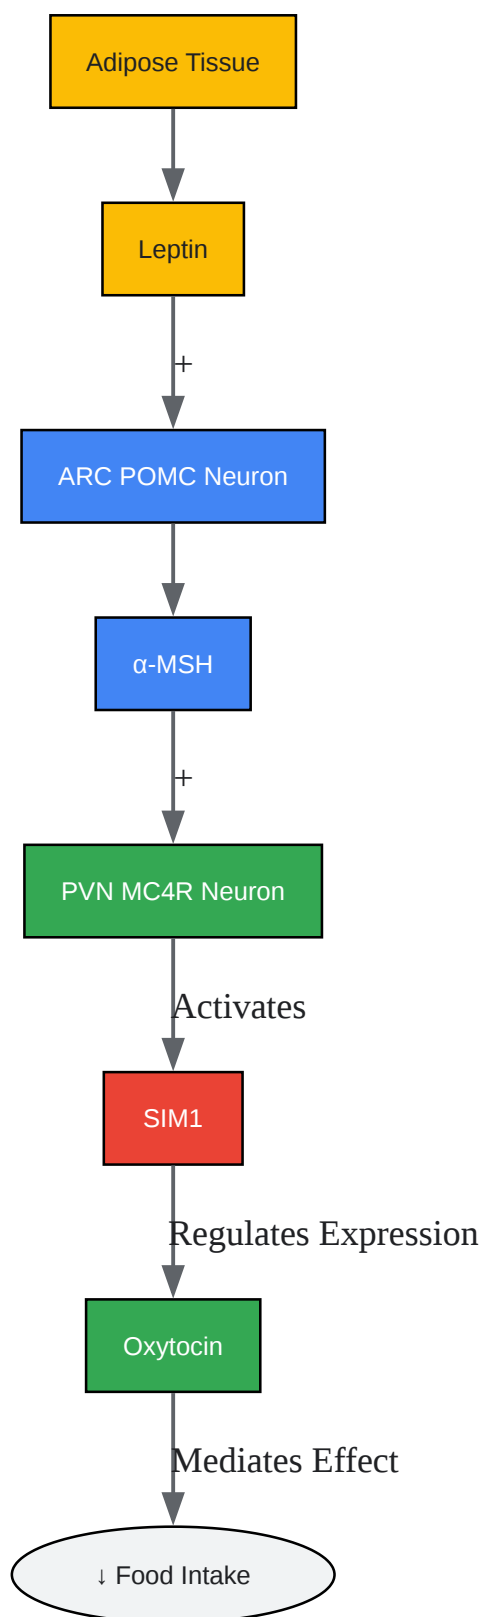 Adipose Tissue
Leptin
+
ARC POMC Neuron
α-MSH
+
PVN MC4R Neuron
Activates
SIM1
Regulates Expression
Oxytocin
Mediates Effect
↓ Food Intake